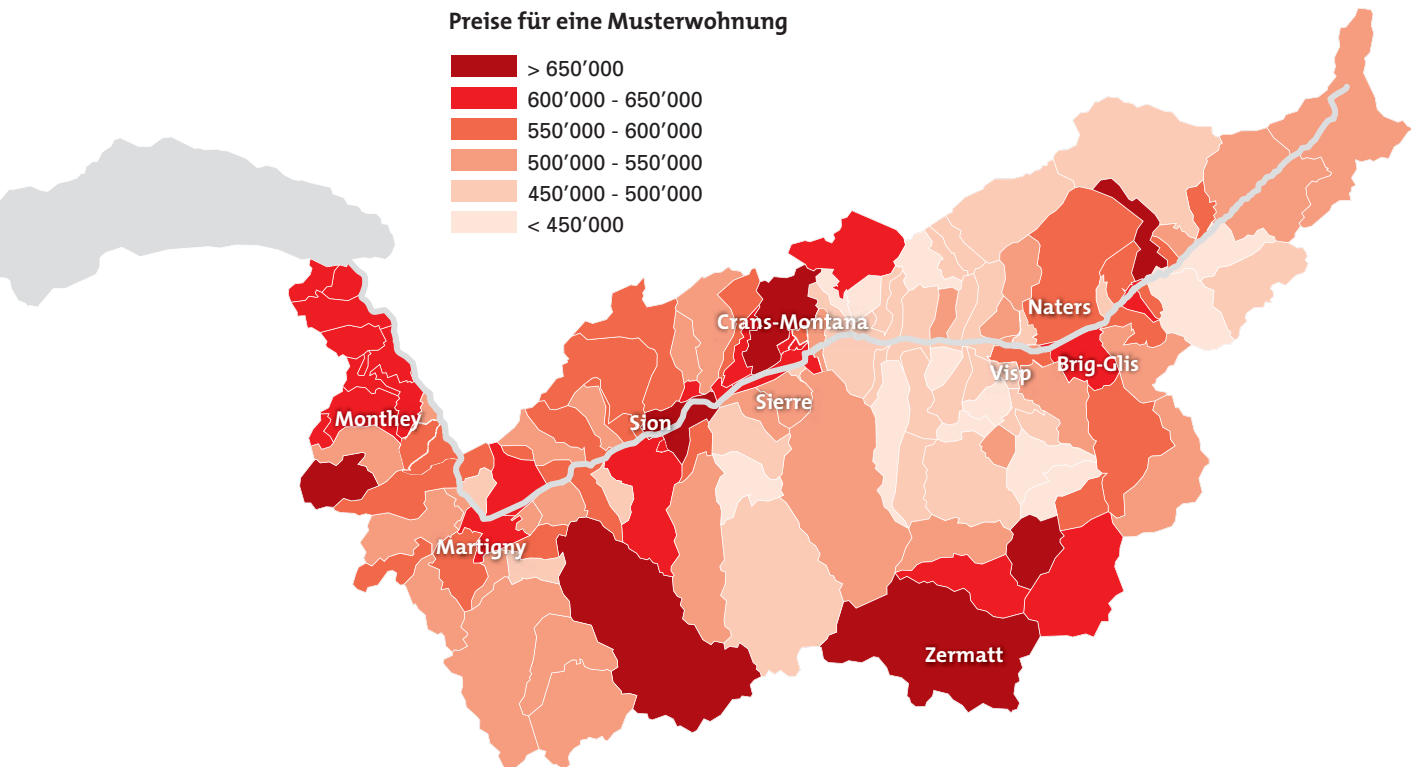 Preise für eine Musterwohnung
> 650’000
600’000 - 650’000
550’000 - 600’000
500’000 - 550’000
450’000 - 500’000
< 450’000
Naters
Crans-Montana
Brig-Glis
Visp
Sierre
Monthey
Sion
Martigny
Zermatt